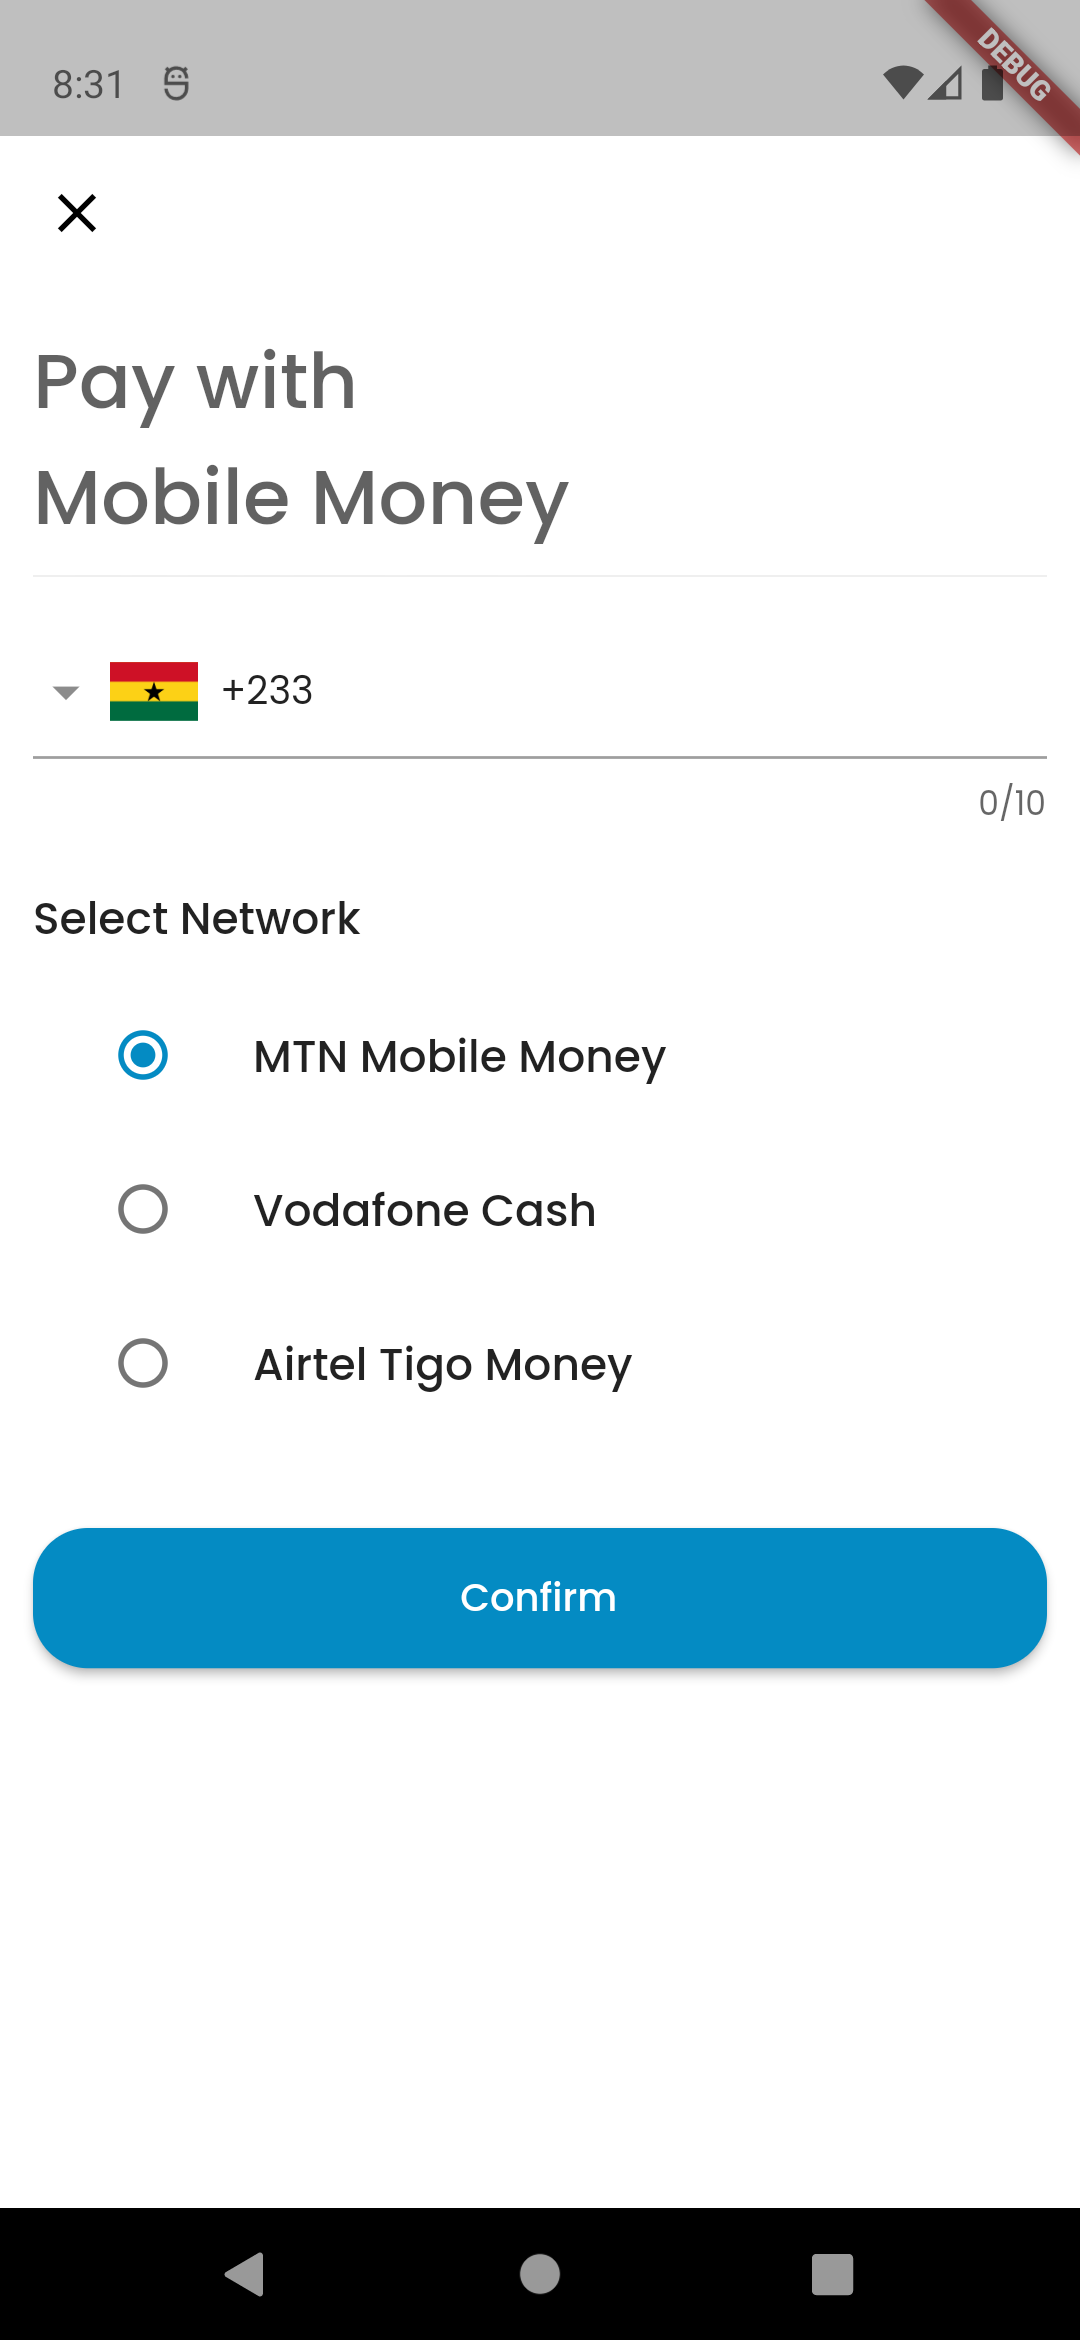 8:31
DEBUG
Pay with
Mobile Money
+233
0/10
Select Network
MTN Mobile Money
Vodafone Cash
Airtel Tigo Money
Confirm